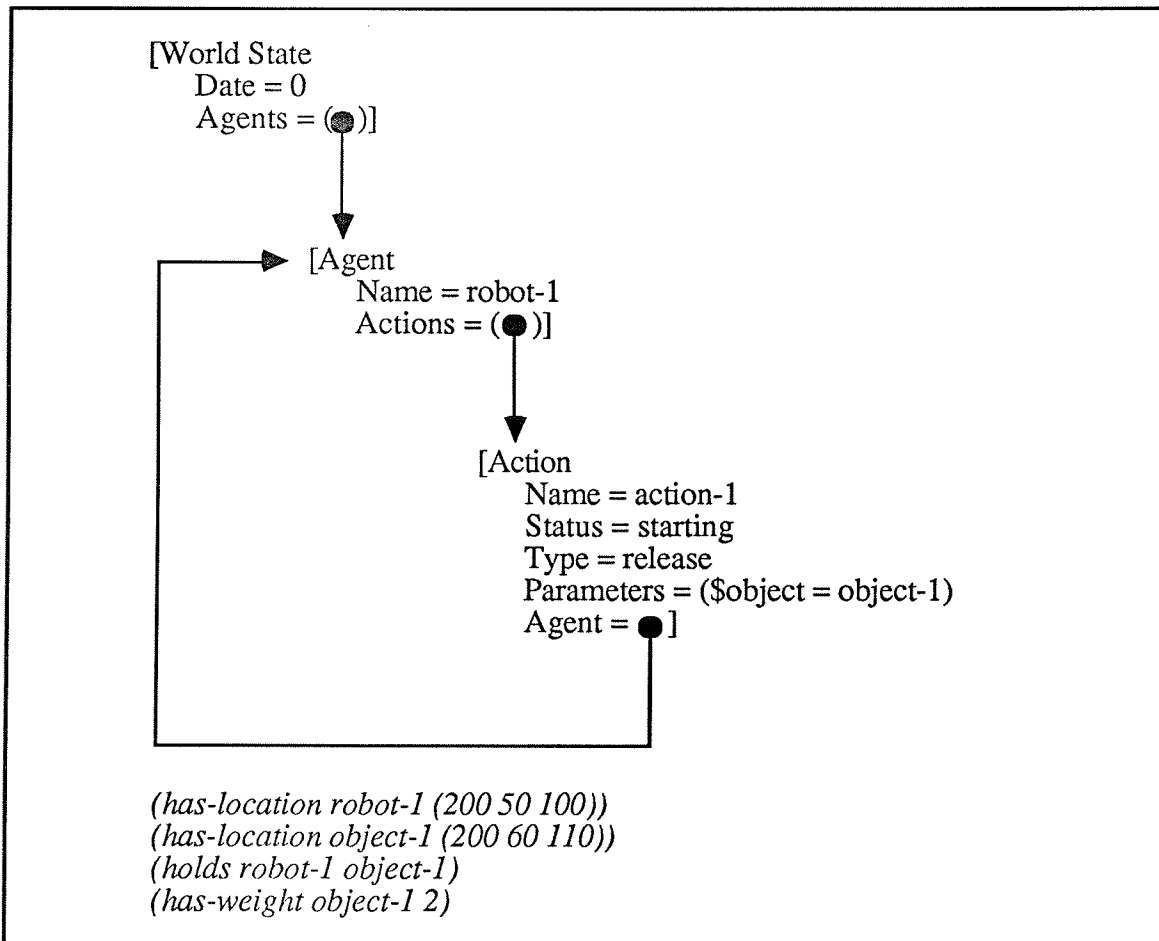 [World State
Date = 0
Agents = ( )]
[Agent
Name = robot-1
Actions = ( )]
[Action
Name = action-1
Status = starting
Type = release
Parameters = ($object = object-1)
Agent = ]
(has-location robot-1 (200 50 100))
(has-location object-1 (200 60 110))
(holds robot-1 object-1)
(has-weight object-1 2)